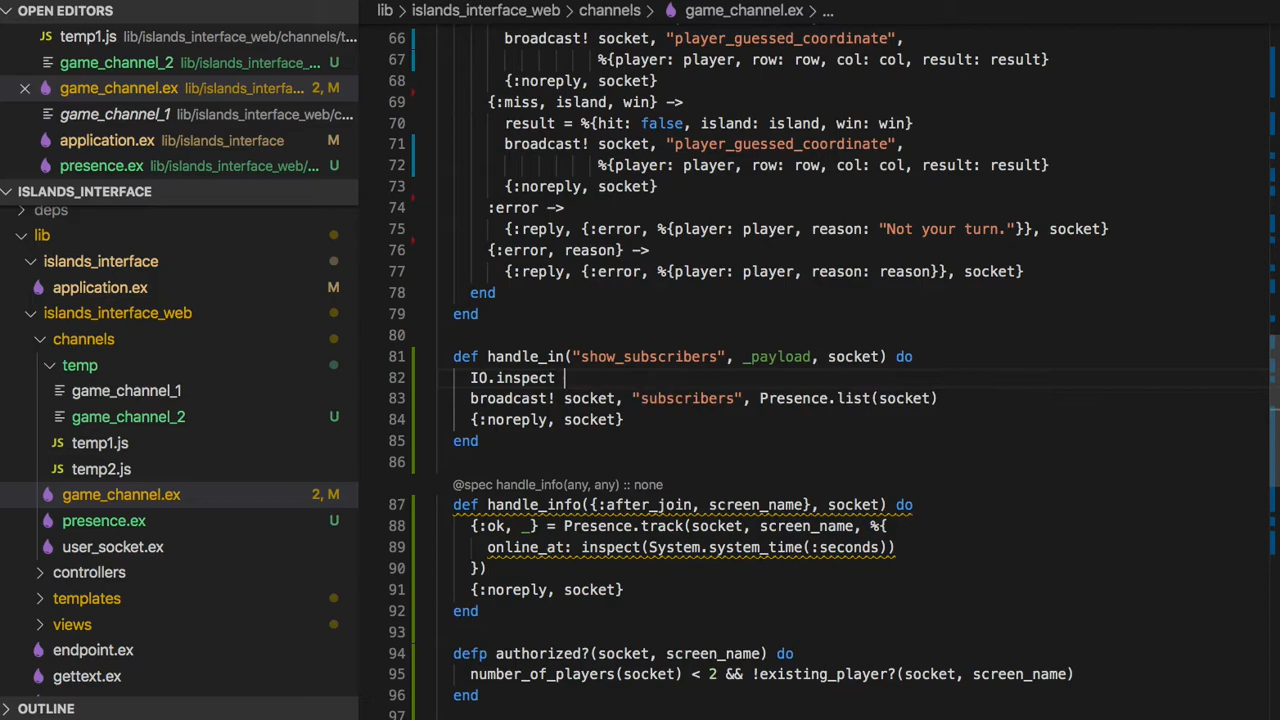 OPEN EDITORS
temp1.js lib/islands_interface_web/channels/t...
game_channel_2 lib/islands_interface_... U
game_channel.ex lib/islands_interfa... 2, M
game_channel_1 lib/islands_interface_web/c...
application.ex lib/islands_interface M
presence.ex lib/islands_interface_web/... U
ISLANDS_INTERFACE
deps
lib
islands_interface
application.ex M
islands_interface_web
channels
temp
game_channel_1
game_channel_2 U
JS temp1.js
JS temp2.js
game_channel.ex 2, M
presence.ex U
user_socket.ex
controllers
templates
views
endpoint.ex
gettext.ex
OUTLINE
lib > islands_interface_web > channels > game_channel.ex > ...
66 broadcast! socket, "player_guessed_coordinate",
67 %{player: player, row: row, col: col, result: result}
68 {:noreply, socket}
69 {:miss, island, win} ->
70 result = %{hit: false, island: island, win: win}
71 broadcast! socket, "player_guessed_coordinate",
72 %{player: player, row: row, col: col, result: result}
73 {:noreply, socket}
74 :error ->
75 {:reply, {:error, %{player: player, reason: "Not your turn."}}, socket}
76 {:error, reason} ->
77 {:reply, {:error, %{player: player, reason: reason}}, socket}
78 end
79 end
80
81 def handle_in("show_subscribers", _payload, socket) do
82 IO.inspect
83 broadcast! socket, "subscribers", Presence.list(socket)
84 {:noreply, socket}
85 end
86
@spec handle_info(any, any) :: none
87 def handle_info({:after_join, screen_name}, socket) do
88 {:ok, _} = Presence.track(socket, screen_name, %{
89 online_at: inspect(System.system_time(:seconds))
90 })
91 {:noreply, socket}
92 end
93
94 defp authorized?(socket, screen_name) do
95 number_of_players(socket) < 2 && !existing_player?(socket, screen_name)
96 end
97